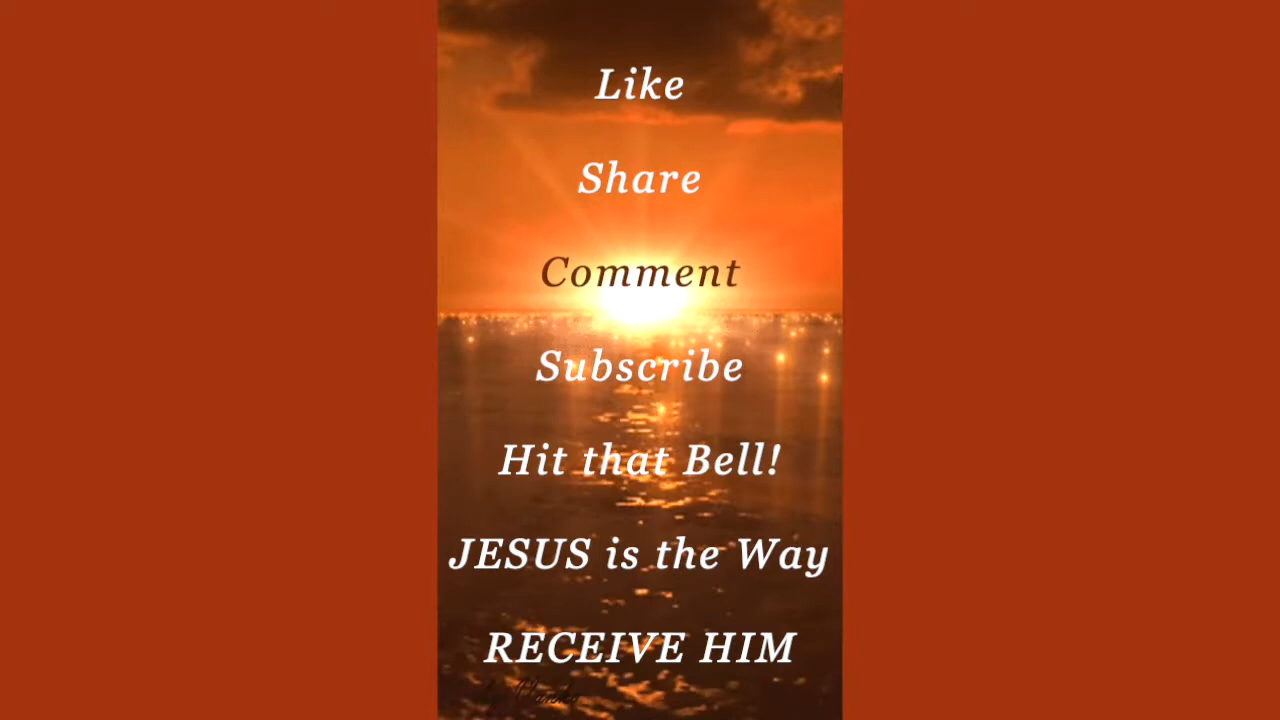 Like
Share
Comment
Subscribe
Hit that Bell!
JESUS is the Way
RECEIVE HIM